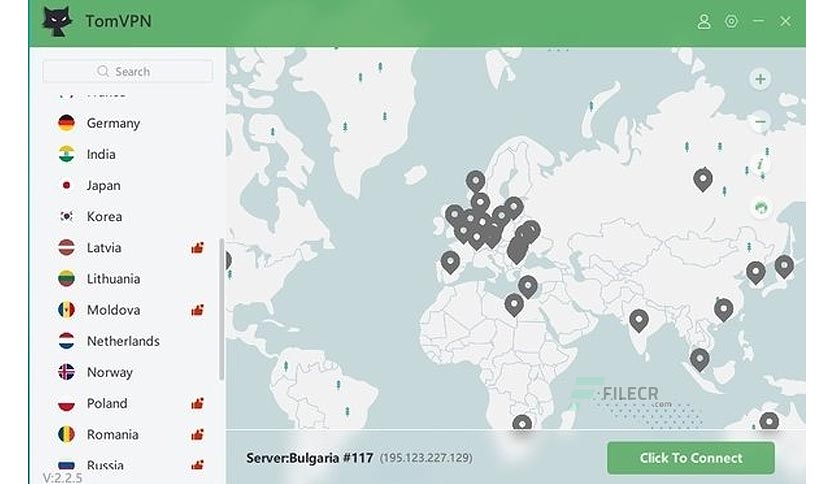 TomVPN
Search
France
Germany
India
Japan
Korea
Latvia
Lithuania
Moldova
Netherlands
Norway
Poland
Romania
Russia
V:2.2.5
FILECR
.com
Server:Bulgaria #117 (195.123.227.129)
Click To Connect